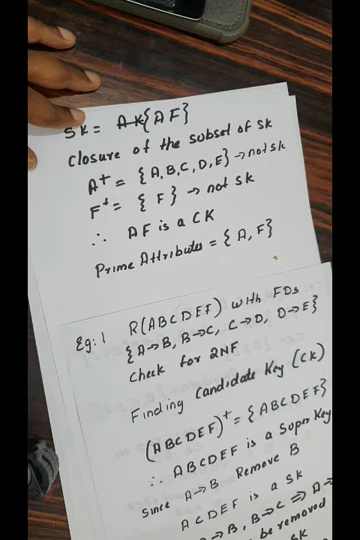 SK = {A F}
closure of the subset of SK
A+ = {A, B, C, D, E} → not SK
F+ = { F } → not SK
∴ AF is a CK
Prime Attributes = { A, F}
Eg: 1 R(ABCDEF) with FDs
{A→B, B→C, C→D, D→E}
check for 2NF
Finding Candidate Key (CK)
(ABCDEF)+ = {ABCDEF}
∴ ABCDEF is a Supro Key
Since A→B Remove B
ACDEF is a SK
→B, B→C ⇒ A→
be removed
SK